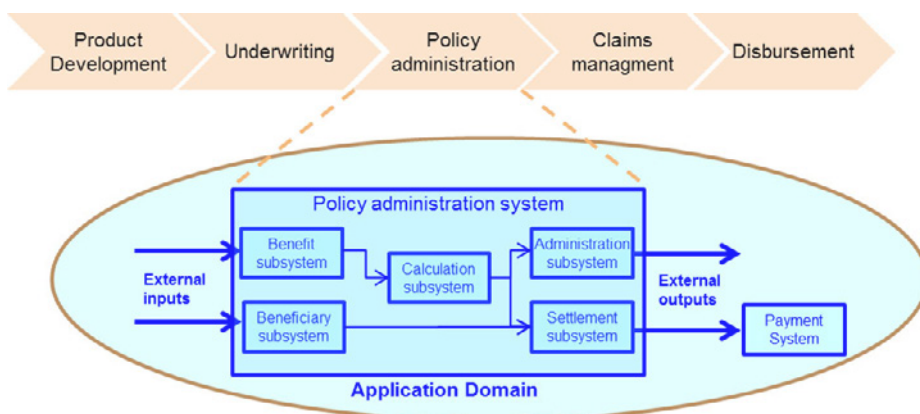 Product
Development
Underwriting
Policy
administration
Claims
managment
Disbursement
Policy administration system
Benefit
subsystem
Administration
subsystem
Calculation
subsystem
External
inputs
External
outputs
Beneficiary
subsystem
Settlement
subsystem
Payment
System
Application Domain